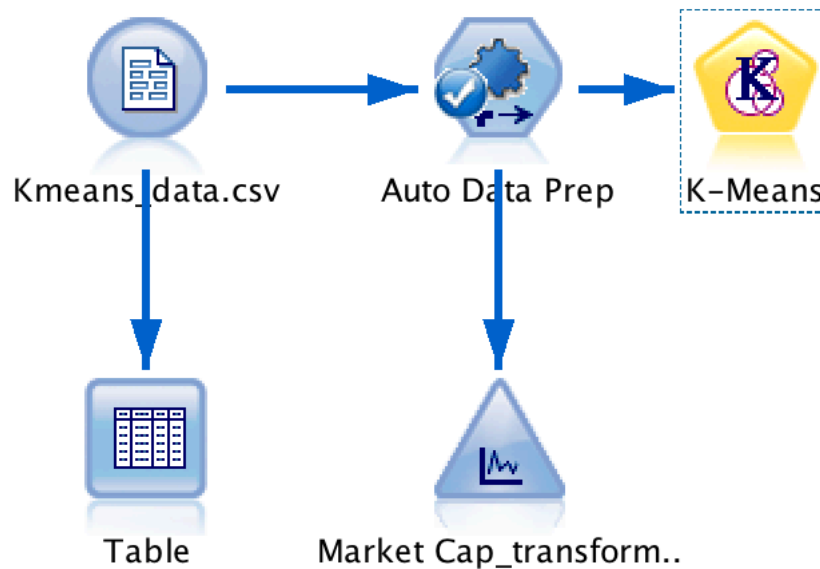 Kmeans_data.csv
Auto Data Prep
K-Means
Table
Market Cap_transform..